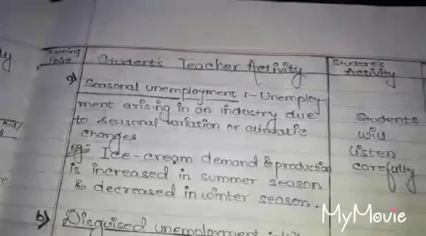 Teaching Point
Student's Teacher Activity
Student's Activity
a) Seasonal unemployment :- Unemploy-
ment arising in an industry due
to seasonal variation or climatic
changes
eg:- Ice-cream demand & production
is increased in summer season
& decreased in winter season.
Students
will
listen
carefully
b) Disguised unemployment :-
MyMovie